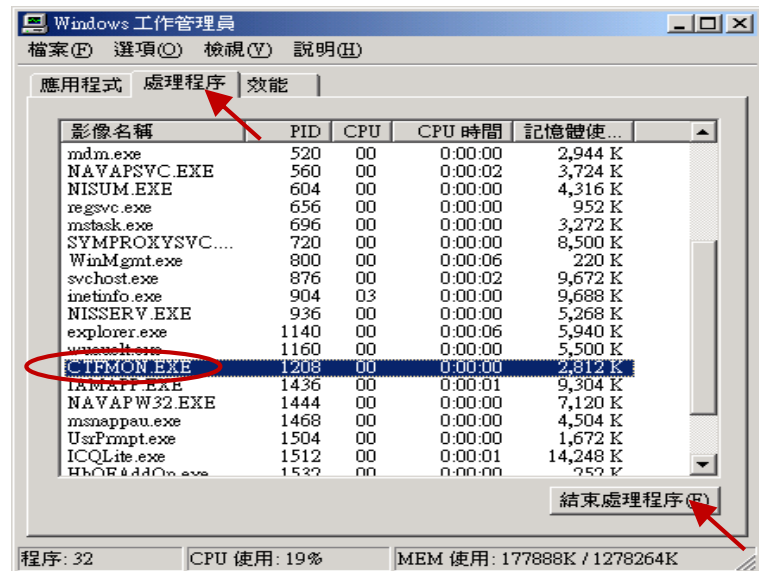 Windows 工作管理員
檔案(F) 選項(O) 檢視(V) 說明(H)
應用程式 處理程序 效能
影像名稱 PID CPU CPU 時間 記憶體使...
mdm.exe 520 00 0:00:00 2,944 K
NAVAPSVC.EXE 560 00 0:00:02 3,724 K
NISUM.EXE 604 00 0:00:00 4,316 K
regsvc.exe 656 00 0:00:00 952 K
mstask.exe 696 00 0:00:00 3,272 K
SYMPROXYSVC.... 720 00 0:00:00 8,500 K
WinMgmt.exe 800 00 0:00:06 220 K
svchost.exe 876 00 0:00:02 9,672 K
inetinfo.exe 904 03 0:00:00 9,688 K
NISSERV.EXE 936 00 0:00:00 5,268 K
explorer.exe 1140 00 0:00:06 5,940 K
wuauclt.exe 1160 00 0:00:00 5,500 K
CTFMON.EXE 1208 00 0:00:00 2,812 K
IAMAPP.EXE 1436 00 0:00:01 9,304 K
NAVAPW32.EXE 1444 00 0:00:00 7,120 K
msnappau.exe 1468 00 0:00:00 4,504 K
UsrPrmpt.exe 1504 00 0:00:00 1,672 K
ICQLite.exe 1512 00 0:00:01 14,248 K
HbOEAddOn.exe 1532 00 0:00:00 252 K
結束處理程序(E)
程序: 32 CPU 使用: 19% MEM 使用: 177888K / 1278264K